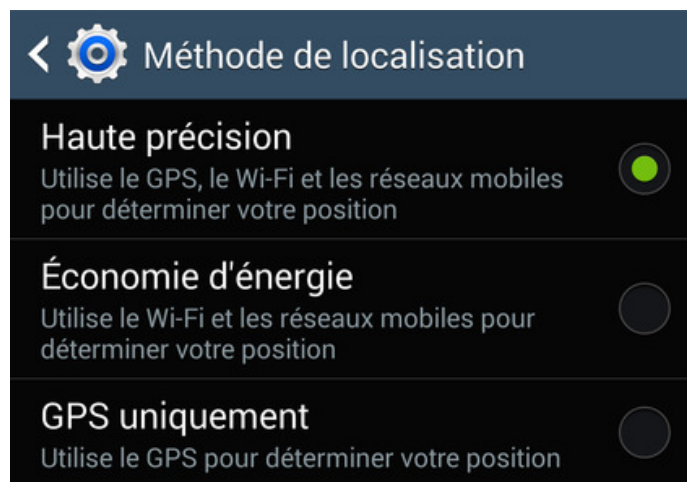 Méthode de localisation
Haute précision
Utilise le GPS, le Wi-Fi et les réseaux mobiles
pour déterminer votre position
Économie d'énergie
Utilise le Wi-Fi et les réseaux mobiles pour
déterminer votre position
GPS uniquement
Utilise le GPS pour déterminer votre position